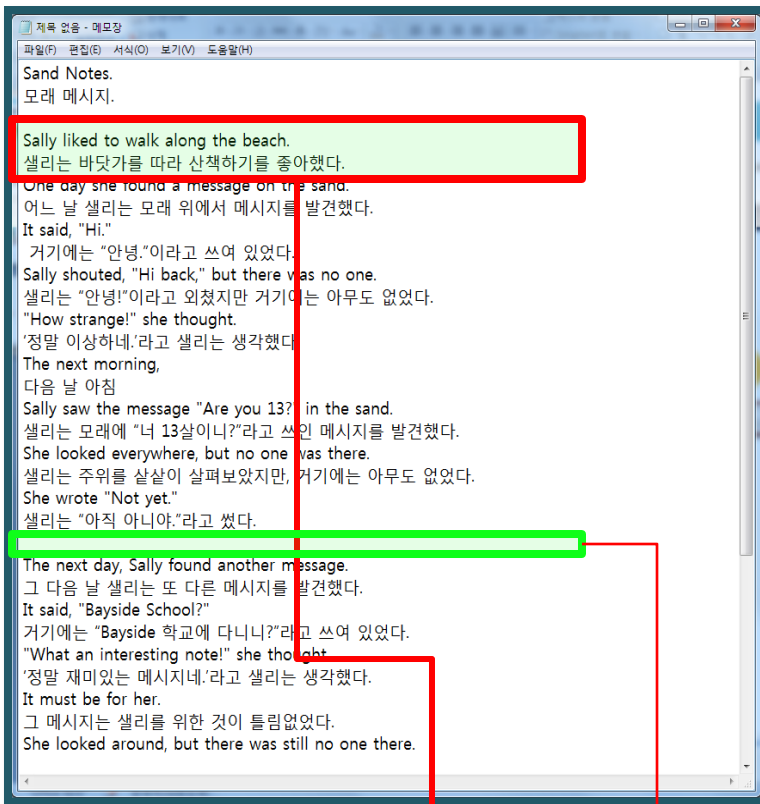 제목 없음 - 메모장
파일(F) 편집(E) 서식(O) 보기(V) 도움말(H)
Sand Notes.
모래 메시지.
Sally liked to walk along the beach.
샐리는 바닷가를 따라 산책하기를 좋아했다.
One day she found a message on the sand.
어느 날 샐리는 모래 위에서 메시지를 발견했다.
It said, "Hi."
거기에는 “안녕.”이라고 쓰여 있었다.
Sally shouted, "Hi back," but there was no one.
샐리는 “안녕!”이라고 외쳤지만 거기에는 아무도 없었다.
"How strange!" she thought.
‘정말 이상하네.’라고 샐리는 생각했다
The next morning,
다음 날 아침
Sally saw the message "Are you 13?" in the sand.
샐리는 모래에 “너 13살이니?”라고 쓰인 메시지를 발견했다.
She looked everywhere, but no one was there.
샐리는 주위를 샅샅이 살펴보았지만, 거기에는 아무도 없었다.
She wrote "Not yet."
샐리는 “아직 아니야.”라고 썼다.
The next day, Sally found another message.
그 다음 날 샐리는 또 다른 메시지를 발견했다.
It said, "Bayside School?"
거기에는 “Bayside 학교에 다니니?”라고 쓰여 있었다.
"What an interesting note!" she thought.
‘정말 재미있는 메시지네.’라고 샐리는 생각했다.
It must be for her.
그 메시지는 샐리를 위한 것이 틀림없었다.
She looked around, but there was still no one there.